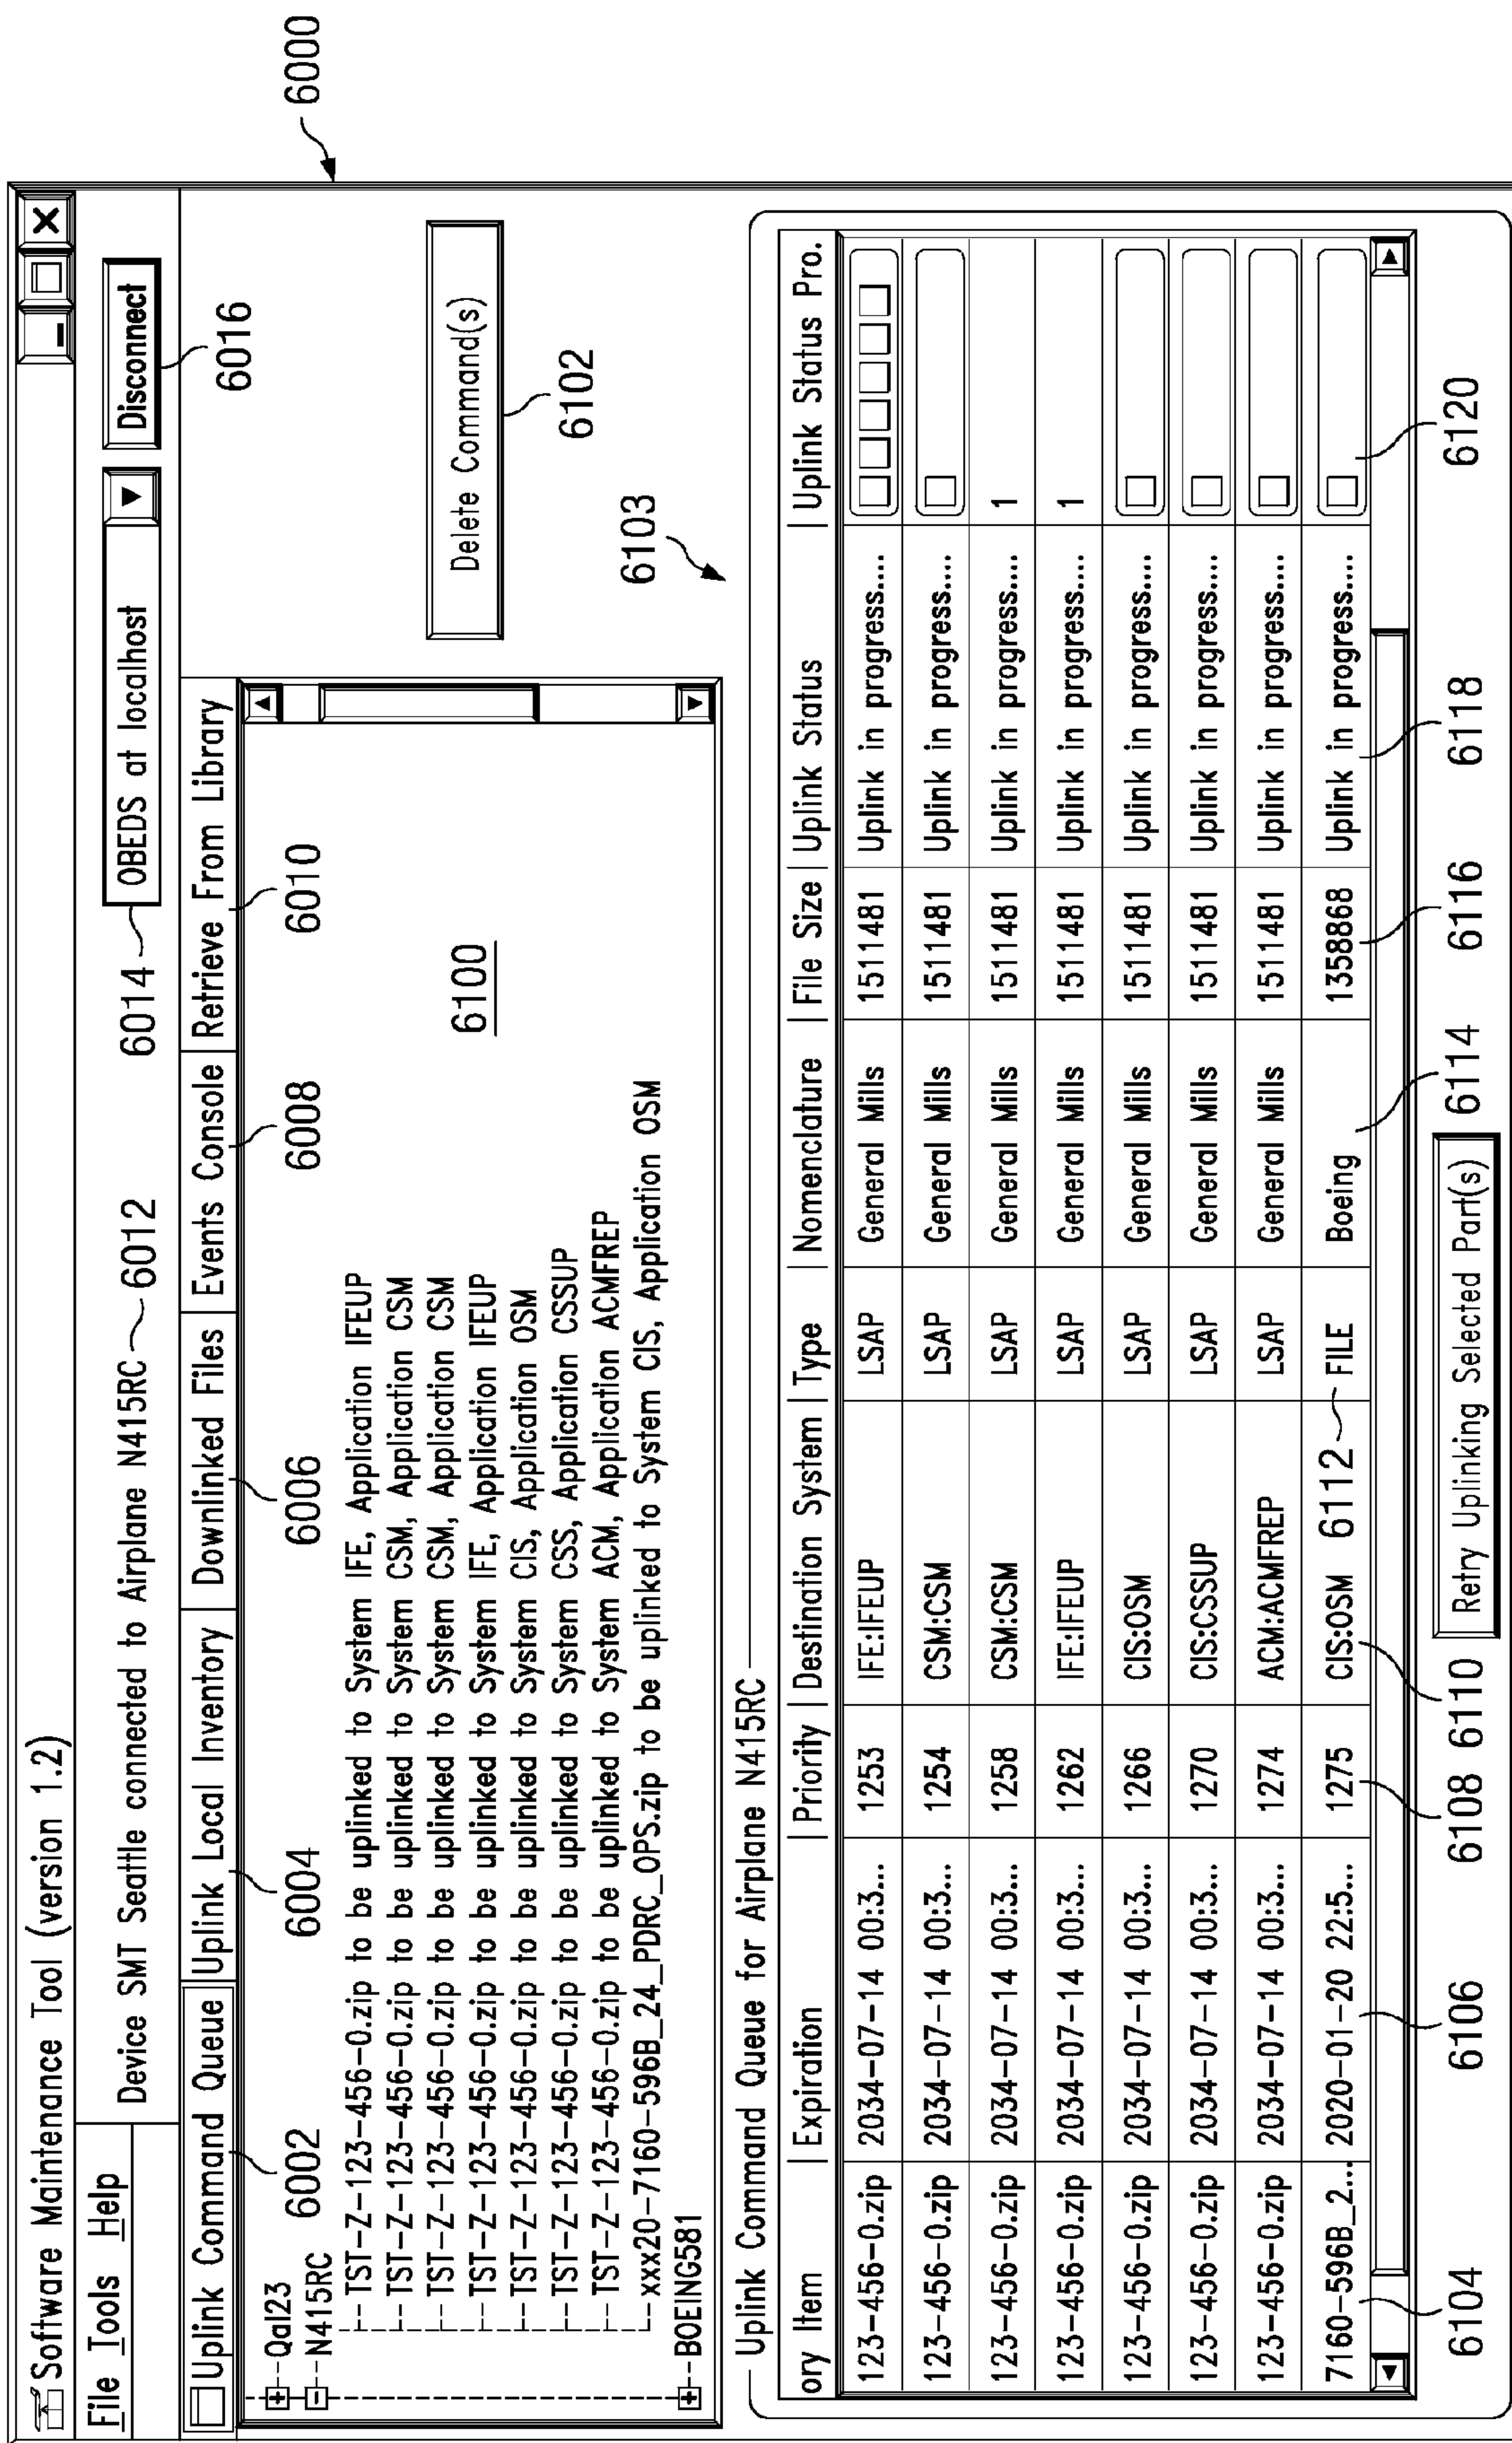 Software Maintenance Tool (version 1.2)
File Tools Help
Device SMT Seattle connected to Airplane N415RC
6012
6014
OBEDS at localhost
Disconnect
6016
6000
Uplink Command Queue
Uplink Local Inventory
Downlinked Files
Events Console
Retrieve From Library
6002
6004
6006
6008
6010
Qal23
N415RC
TST-Z-123-456-0.zip to be uplinked to System IFE, Application IFEUP
TST-Z-123-456-0.zip to be uplinked to System CSM, Application CSM
TST-Z-123-456-0.zip to be uplinked to System CSM, Application CSM
TST-Z-123-456-0.zip to be uplinked to System IFE, Application IFEUP
TST-Z-123-456-0.zip to be uplinked to System CIS, Application OSM
TST-Z-123-456-0.zip to be uplinked to System CSS, Application CSSUP
TST-Z-123-456-0.zip to be uplinked to System ACM, Application ACMFREP
xxx20-7160-596B_24_PDRC_OPS.zip to be uplinked to System CIS, Application OSM
BOEING581
6100
Delete Command(s)
6102
6103
Uplink Command Queue for Airplane N415RC
ory Item | Expiration | Priority | Destination System | Type | Nomenclature | File Size | Uplink Status | Uplink Status Pro.
123-456-0.zip 2034-07-14 00:3... 1253 IFE:IFEUP LSAP General Mills 1511481 Uplink in progress....
123-456-0.zip 2034-07-14 00:3... 1254 CSM:CSM LSAP General Mills 1511481 Uplink in progress....
123-456-0.zip 2034-07-14 00:3... 1258 CSM:CSM LSAP General Mills 1511481 Uplink in progress.... 1
123-456-0.zip 2034-07-14 00:3... 1262 IFE:IFEUP LSAP General Mills 1511481 Uplink in progress.... 1
123-456-0.zip 2034-07-14 00:3... 1266 CIS:OSM LSAP General Mills 1511481 Uplink in progress....
123-456-0.zip 2034-07-14 00:3... 1270 CIS:CSSUP LSAP General Mills 1511481 Uplink in progress....
123-456-0.zip 2034-07-14 00:3... 1274 ACM:ACMFREP LSAP General Mills 1511481 Uplink in progress....
7160-596B_2... 2020-01-20 22:5... 1275 CIS:OSM 6112 FILE Boeing 1358868 Uplink in progress....
Retry Uplinking Selected Part(s)
6104
6106
6108
6110
6114
6116
6118
6120